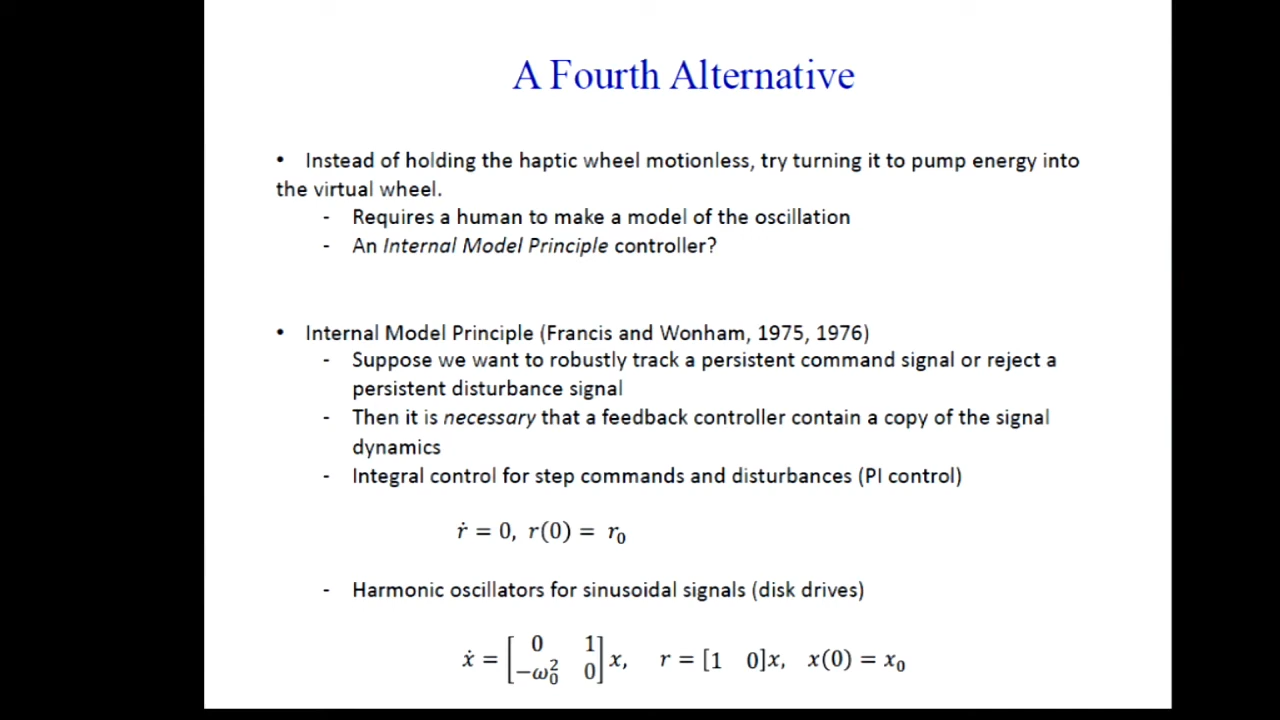 A Fourth Alternative
• Instead of holding the haptic wheel motionless, try turning it to pump energy into
the virtual wheel.
- Requires a human to make a model of the oscillation
- An Internal Model Principle controller?
• Internal Model Principle (Francis and Wonham, 1975, 1976)
- Suppose we want to robustly track a persistent command signal or reject a
persistent disturbance signal
- Then it is necessary that a feedback controller contain a copy of the signal
dynamics
- Integral control for step commands and disturbances (PI control)
ṙ = 0, r(0) = r₀
- Harmonic oscillators for sinusoidal signals (disk drives)
ẋ = [0 1; −ω₀² 0] x, r = [1 0]x, x(0) = x₀